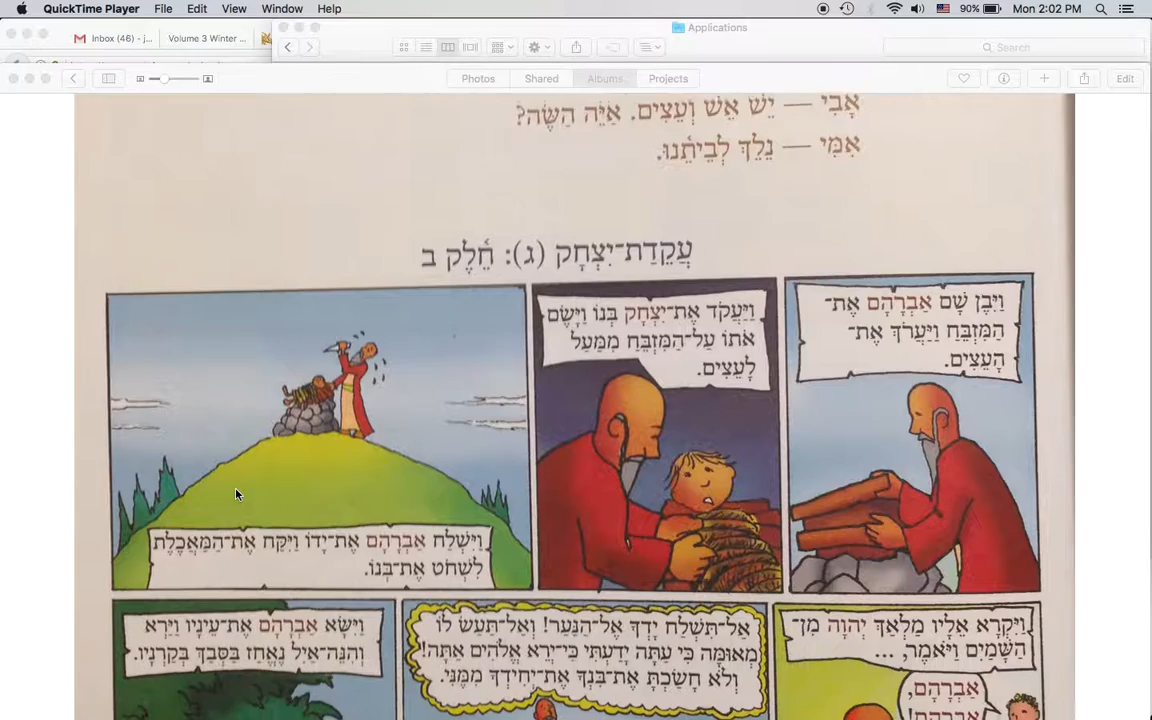 QuickTime Player File Edit View Window Help
90% Mon 2:02 PM
Inbox (46) - j... Volume 3 Winter ...
Applications
Search
Photos Shared Albums Projects
Edit
אָבִי — יֵשׁ אֵשׁ וְעֵצִים. אַיֵּה הַשֶּׂה?
אִמִּי — נֵלֵךְ לְבֵיתֵנוּ.
עֲקֵדַת־יִצְחָק (ג): חֵלֶק ב
וַיִּבֶן שָׁם אַבְרָהָם אֶת־
הַמִּזְבֵּחַ וַיַּעֲרֹךְ אֶת־
הָעֵצִים.
וַיַּעֲקֹד אֶת־יִצְחָק בְּנוֹ וַיָּשֶׂם
אֹתוֹ עַל־הַמִּזְבֵּחַ מִמַּעַל
לָעֵצִים.
וַיִּשְׁלַח אַבְרָהָם אֶת־יָדוֹ וַיִּקַּח אֶת־הַמַּאֲכֶלֶת
לִשְׁחֹט אֶת־בְּנוֹ.
וַיִּקְרָא אֵלָיו מַלְאַךְ יְהוָה מִן־
הַשָּׁמַיִם וַיֹּאמֶר, ...
אַבְרָהָם,
אַבְרָהָם!
אַל־תִּשְׁלַח יָדְךָ אֶל־הַנַּעַר! וְאַל־תַּעַשׂ לוֹ
מְאוּמָה כִּי עַתָּה יָדַעְתִּי כִּי־יְרֵא אֱלֹהִים אַתָּה!
וְלֹא חָשַׂכְתָּ אֶת־בִּנְךָ אֶת־יְחִידְךָ מִמֶּנִּי.
וַיִּשָּׂא אַבְרָהָם אֶת־עֵינָיו וַיַּרְא
וְהִנֵּה־אַיִל נֶאֱחַז בַּסְּבַךְ בְּקַרְנָיו.